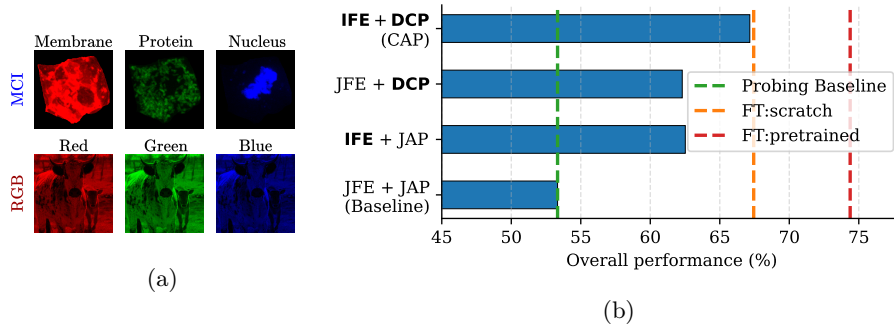 MCI
Membrane
Protein
Nucleus
RGB
Red
Green
Blue
(a)
(b)
IFE + DCP
(CAP)
JFE + DCP
IFE + JAP
JFE + JAP
(Baseline)
Probing Baseline
FT:scratch
FT:pretrained
45 50 55 60 65 70 75
Overall performance (%)